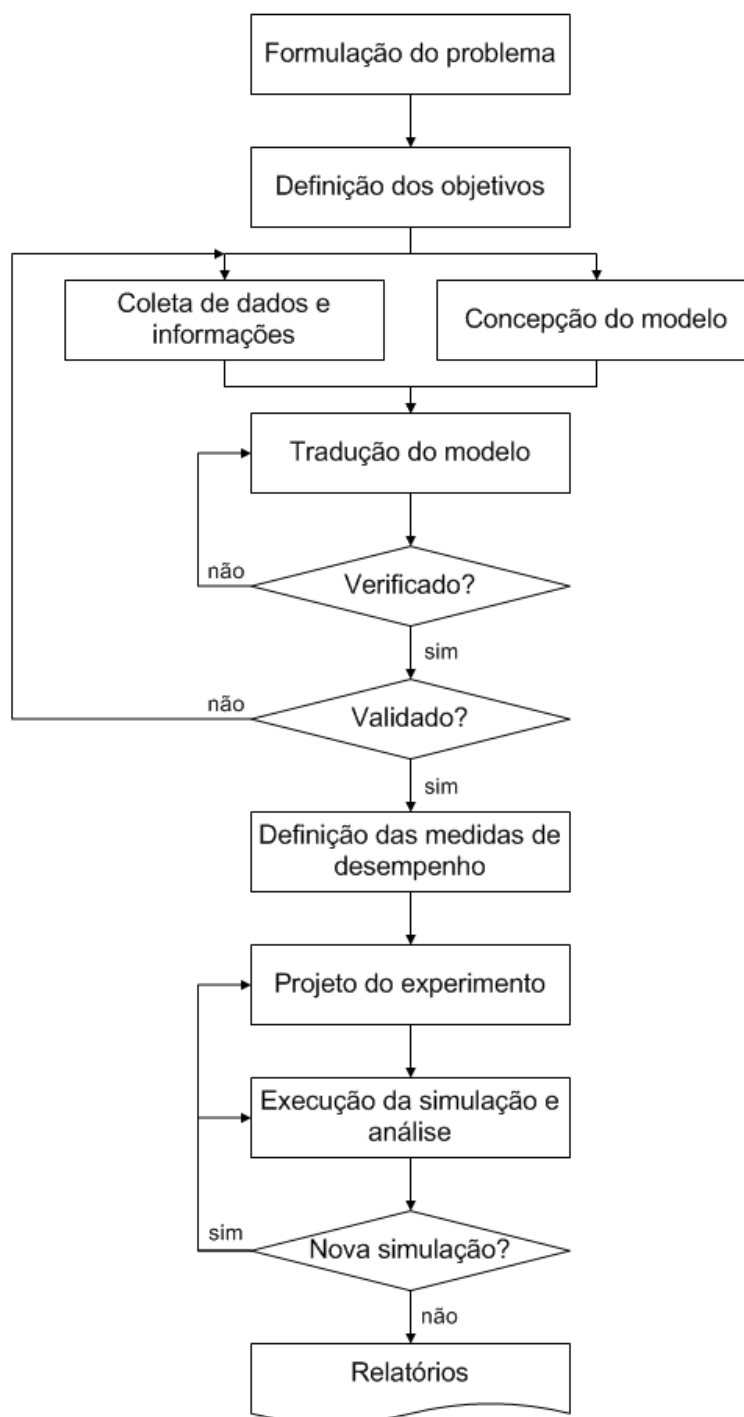 Formulação do problema
Definição dos objetivos
Coleta de dados e
informações
Concepção do modelo
Tradução do modelo
não
Verificado?
sim
não
Validado?
sim
Definição das medidas de
desempenho
Projeto do experimento
Execução da simulação e
análise
sim
Nova simulação?
não
Relatórios